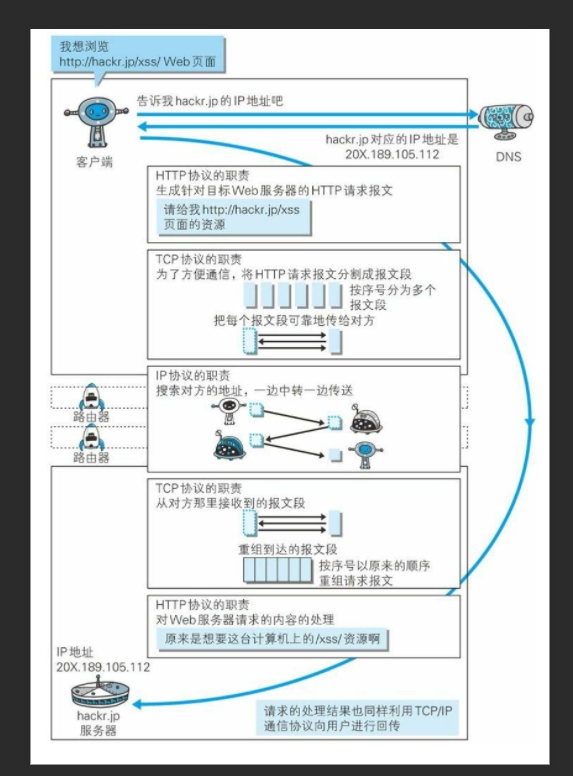 我想浏览
http://hackr.jp/xss/ Web 页面
告诉我hackr.jp的IP地址吧
hackr.jp对应的IP地址是
20X.189.105.112
客户端
DNS
HTTP协议的职责
生成针对目标Web服务器的HTTP请求报文
请给我http://hackr.jp/xss
页面的资源
TCP协议的职责
为了方便通信，将HTTP请求报文分割成报文段
按序号分为多个
报文段
把每个报文段可靠地传给对方
IP协议的职责
搜索对方的地址，一边中转一边传送
路由器
路由器
TCP协议的职责
从对方那里接收到的报文段
重组到达的报文段
按序号以原来的顺序
重组请求报文
HTTP协议的职责
对Web服务器请求的内容的处理
原来是想要这台计算机上的/xss/资源啊
IP地址
20X.189.105.112
hackr.jp
服务器
请求的处理结果也同样利用TCP/IP
通信协议向用户进行回传